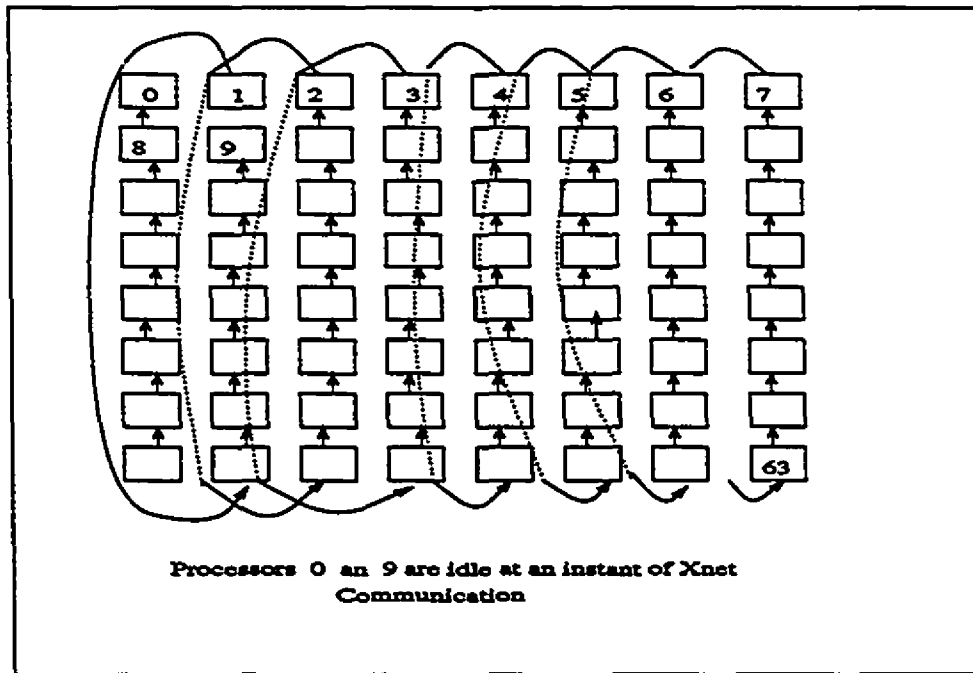 0 1 2 3 4 5 6 7
8 9
63
Processors 0 an 9 are idle at an instant of Xnet
Communication